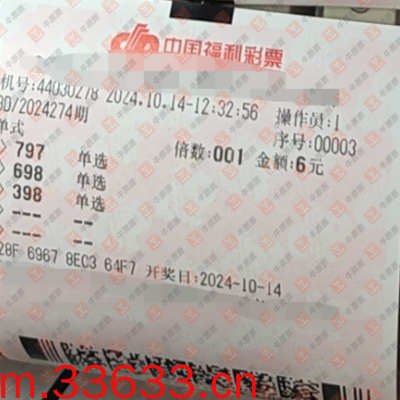 中国福利彩票
机号:44030278 2024.10.14-12:32:56 操作员:1
3D/2024274期 序号:00003
单式 倍数:001 金额:6元
797 单选
698 单选
398 单选
--- --
--- --
28F 6967 8EC3 64F7 开奖日:2024-10-14
m.33633.cn